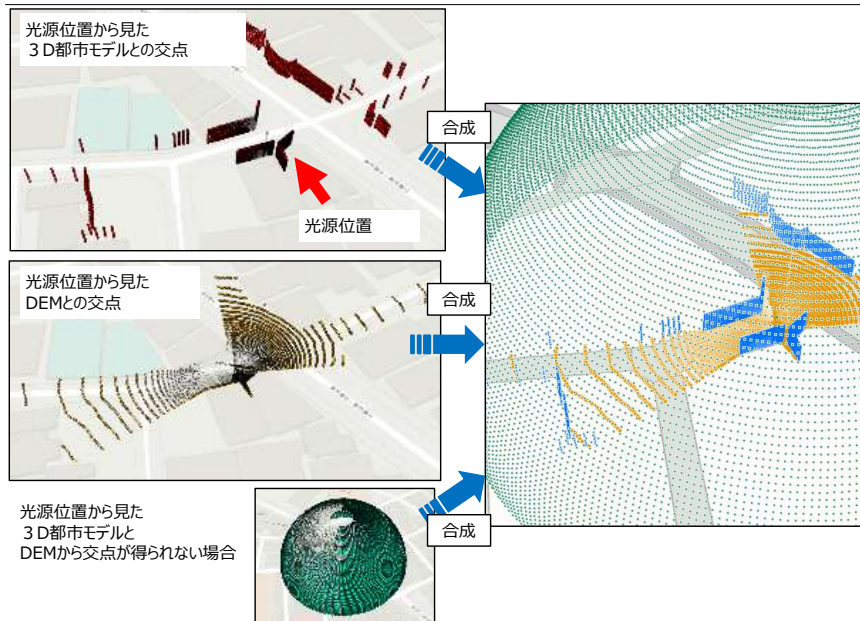 光源位置から見た
３D都市モデルとの交点
合成
光源位置
光源位置から見た
DEMとの交点
合成
光源位置から見た
３D都市モデルと
DEMから交点が得られない場合
合成